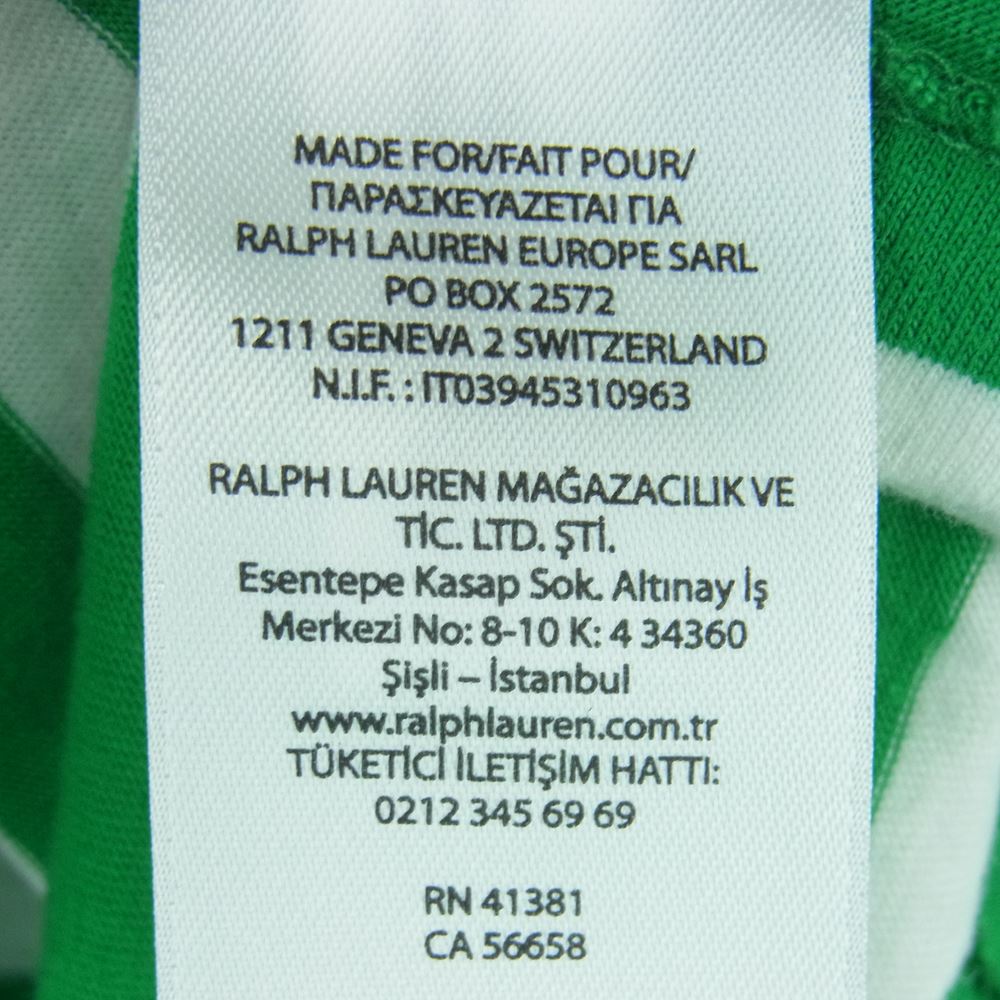 MADE FOR/FAIT POUR/
ΠΑΡΑΣΚΕΥΑΖΕΤΑΙ ΓΙΑ
RALPH LAUREN EUROPE SARL
PO BOX 2572
1211 GENEVA 2 SWITZERLAND
N.I.F. : IT03945310963
RALPH LAUREN MAĞAZACILIK VE
TİC. LTD. ŞTİ.
Esentepe Kasap Sok. Altınay İş
Merkezi No: 8-10 K: 4 34360
Şişli – İstanbul
www.ralphlauren.com.tr
TÜKETİCİ İLETİŞİM HATTI:
0212 345 69 69
RN 41381
CA 56658